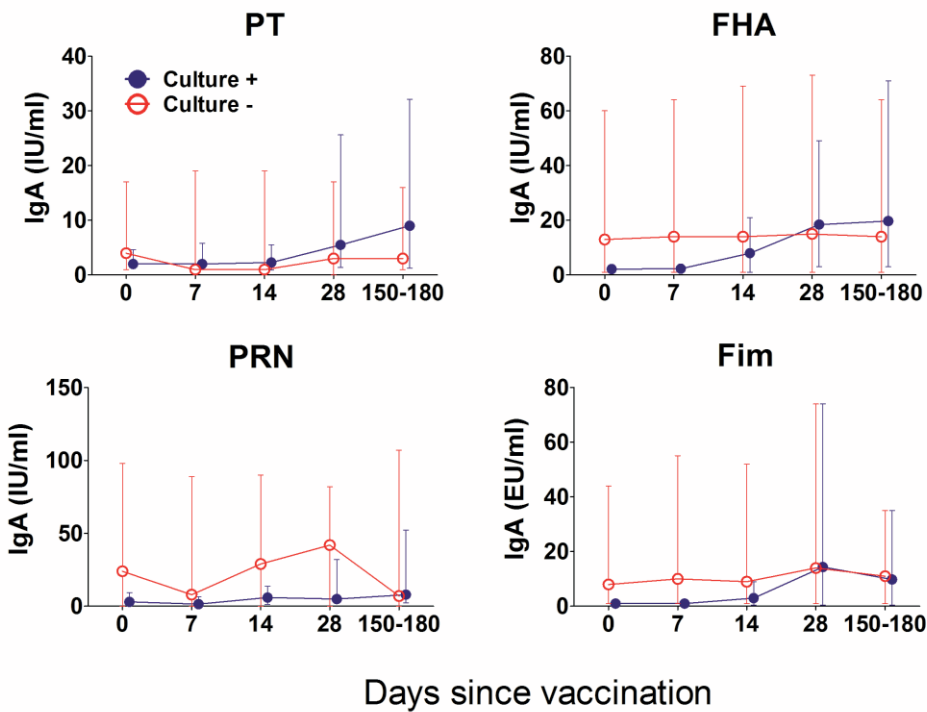 PT
IgA (IU/ml)
40
30
20
10
0
Culture +
Culture -
0 7 14 28 150-180
FHA
IgA (IU/ml)
80
60
40
20
0
0 7 14 28 150-180
PRN
IgA (IU/ml)
150
100
50
0
0 7 14 28 150-180
Fim
IgA (EU/ml)
80
60
40
20
0
0 7 14 28 150-180
Days since vaccination